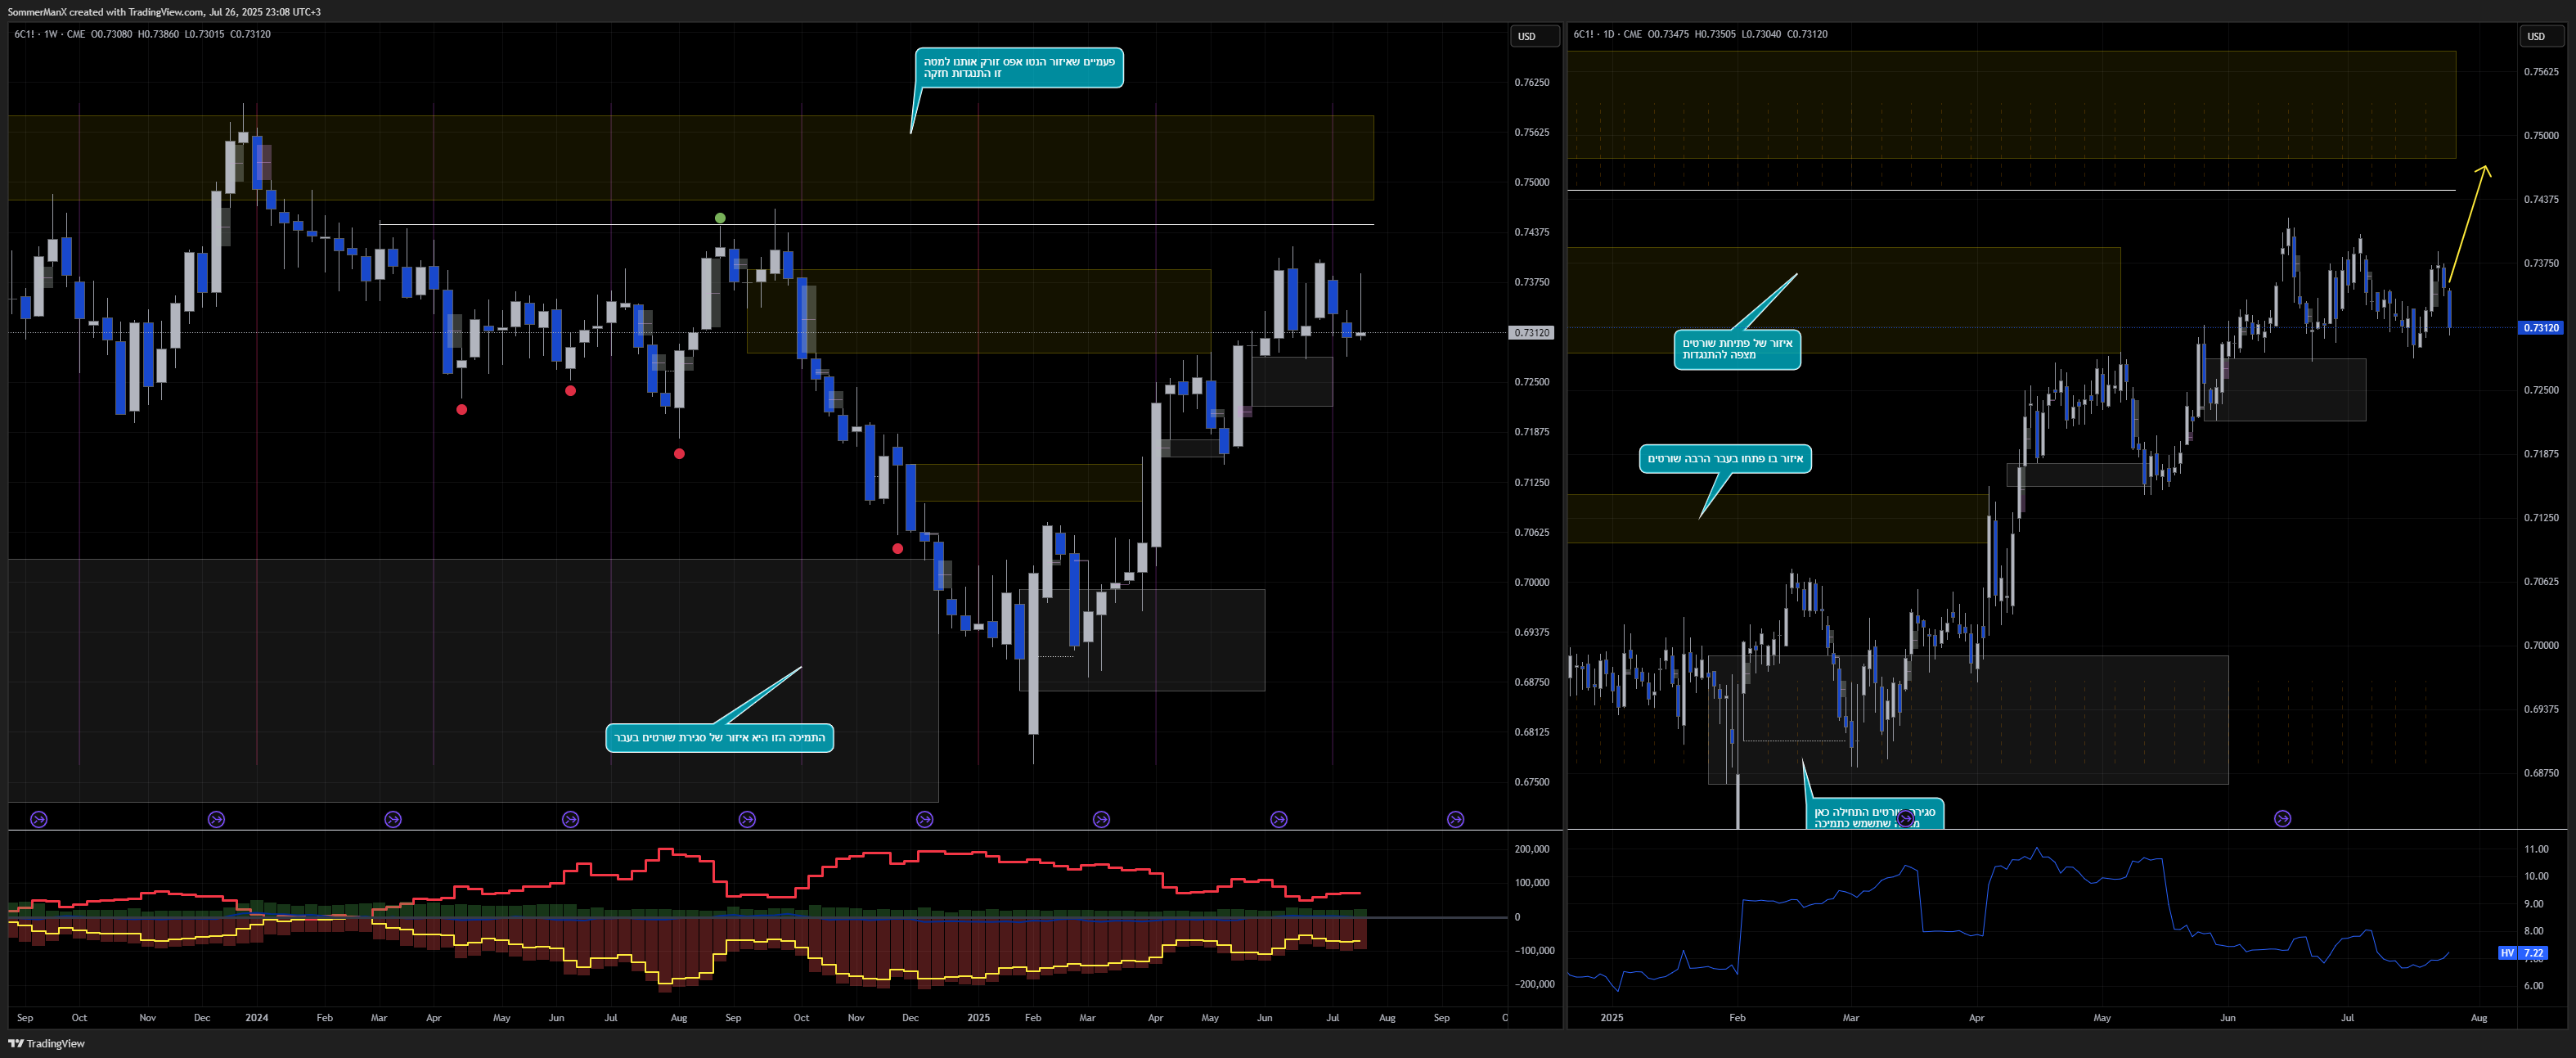 SommerManX created with TradingView.com, Jul 26, 2025 23:08 UTC+3
6C1! · 1W · CME O0.73080 H0.73860 L0.73015 C0.73120
USD
פעמיים שאיזור הנטו אפס זורק אותנו למטה
זו התנגדות חזקה
0.76250
0.75625
0.75000
0.74375
0.73750
0.73120
0.72500
0.71875
0.71250
0.70625
0.70000
0.69375
0.68750
0.68125
0.67500
התמיכה הזו היא איזור של סגירת שורטים בעבר
200,000
100,000
0
−100,000
−200,000
Sep Oct Nov Dec 2024 Feb Mar Apr May Jun Jul Aug Sep Oct Nov Dec 2025 Feb Mar Apr May Jun Jul Aug Sep
6C1! · 1D · CME O0.73475 H0.73505 L0.73040 C0.73120
USD
0.75625
0.75000
0.74375
0.73750
0.73120
0.72500
0.71875
0.71250
0.70625
0.70000
0.69375
0.68750
איזור של פתיחת שורטים
מצפה להתנגדות
איזור בו פתחו בעבר הרבה שורטים
התחילה כאן
שתשמש כתמיכה
11.00
10.00
9.00
8.00
HV 7.22
6.00
2025 Feb Mar Apr May Jun Jul Aug
TradingView